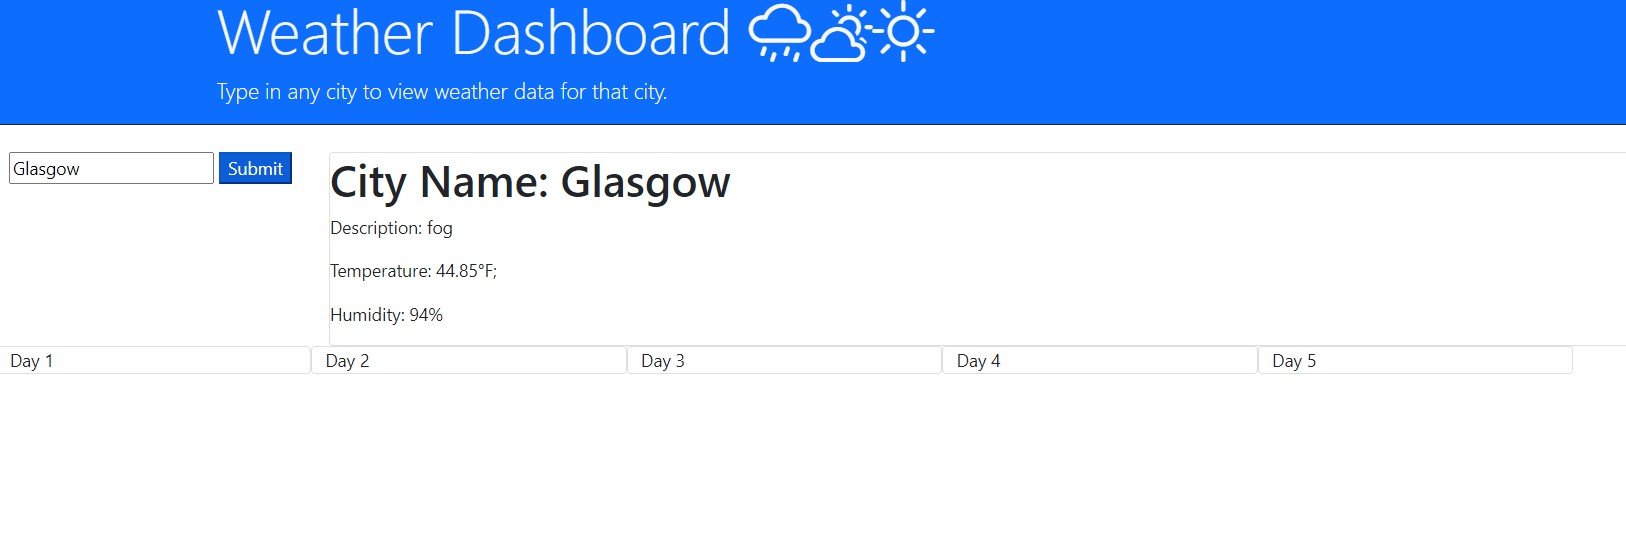 Weather Dashboard
Type in any city to view weather data for that city.
Glasgow Submit
City Name: Glasgow
Description: fog
Temperature: 44.85°F;
Humidity: 94%
Day 1 Day 2 Day 3 Day 4 Day 5